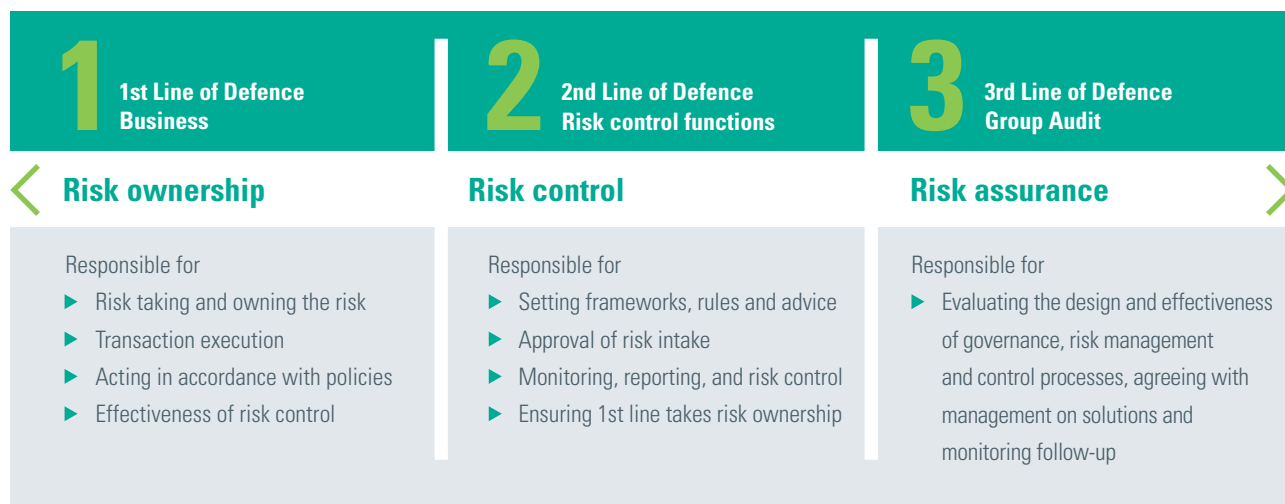 1
1st Line of Defence
Business
Risk ownership
Responsible for
Risk taking and owning the risk
Transaction execution
Acting in accordance with policies
Effectiveness of risk control
2
2nd Line of Defence
Risk control functions
Risk control
Responsible for
Setting frameworks, rules and advice
Approval of risk intake
Monitoring, reporting, and risk control
Ensuring 1st line takes risk ownership
3
3rd Line of Defence
Group Audit
Risk assurance
Responsible for
Evaluating the design and effectiveness
of governance, risk management
and control processes, agreeing with
management on solutions and
monitoring follow-up